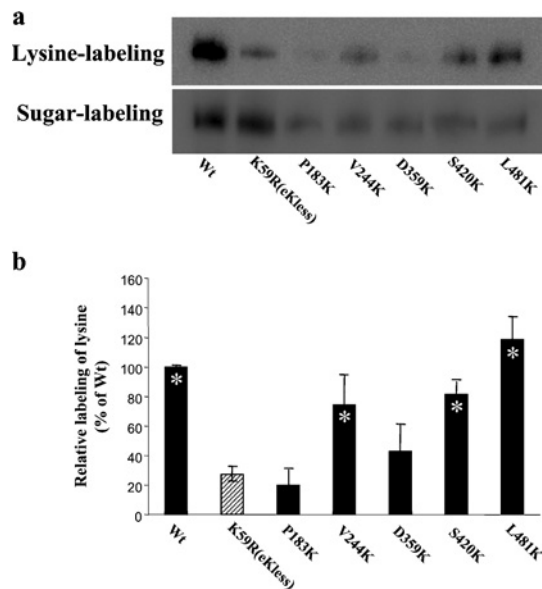 a
Lysine-labeling
Sugar-labeling
Wt
K59R(eKless)
P183K
V244K
D359K
S420K
L481K
b
Relative labeling of lysine
(% of Wt)
160
140
120
100
80
60
40
20
0
*
*
*
*
Wt
K59R(eKless)
P183K
V244K
D359K
S420K
L481K